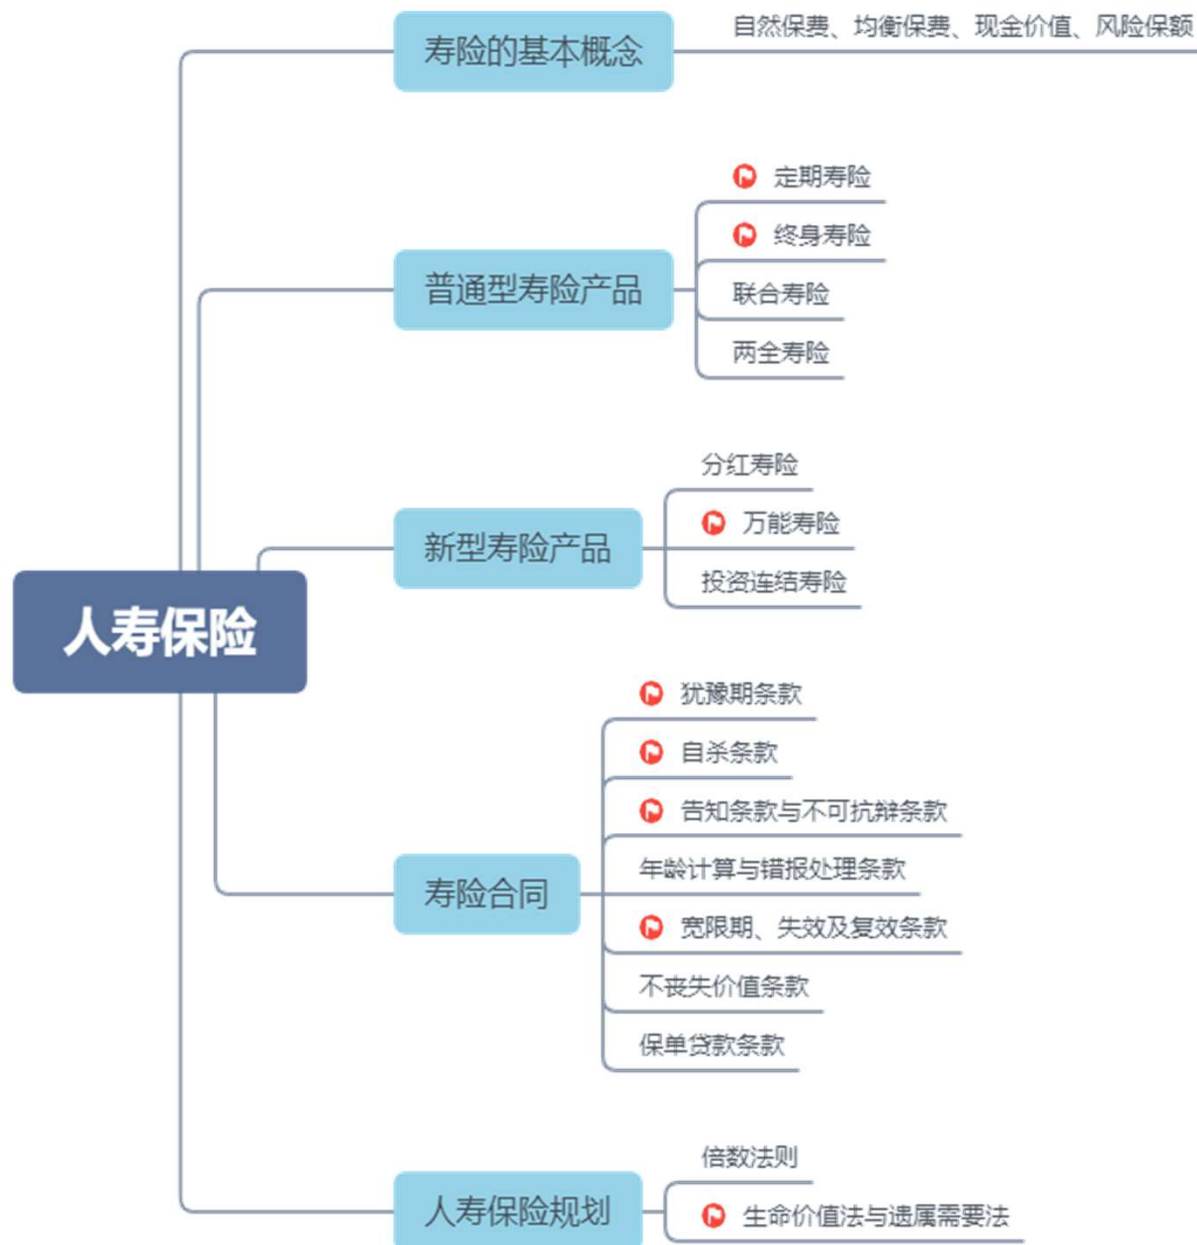 寿险的基本概念
自然保费、均衡保费、现金价值、风险保额
普通型寿险产品
定期寿险
终身寿险
联合寿险
两全寿险
新型寿险产品
分红寿险
万能寿险
投资连结寿险
人寿保险
寿险合同
犹豫期条款
自杀条款
告知条款与不可抗辩条款
年龄计算与错报处理条款
宽限期、失效及复效条款
不丧失价值条款
保单贷款条款
人寿保险规划
倍数法则
生命价值法与遗属需要法